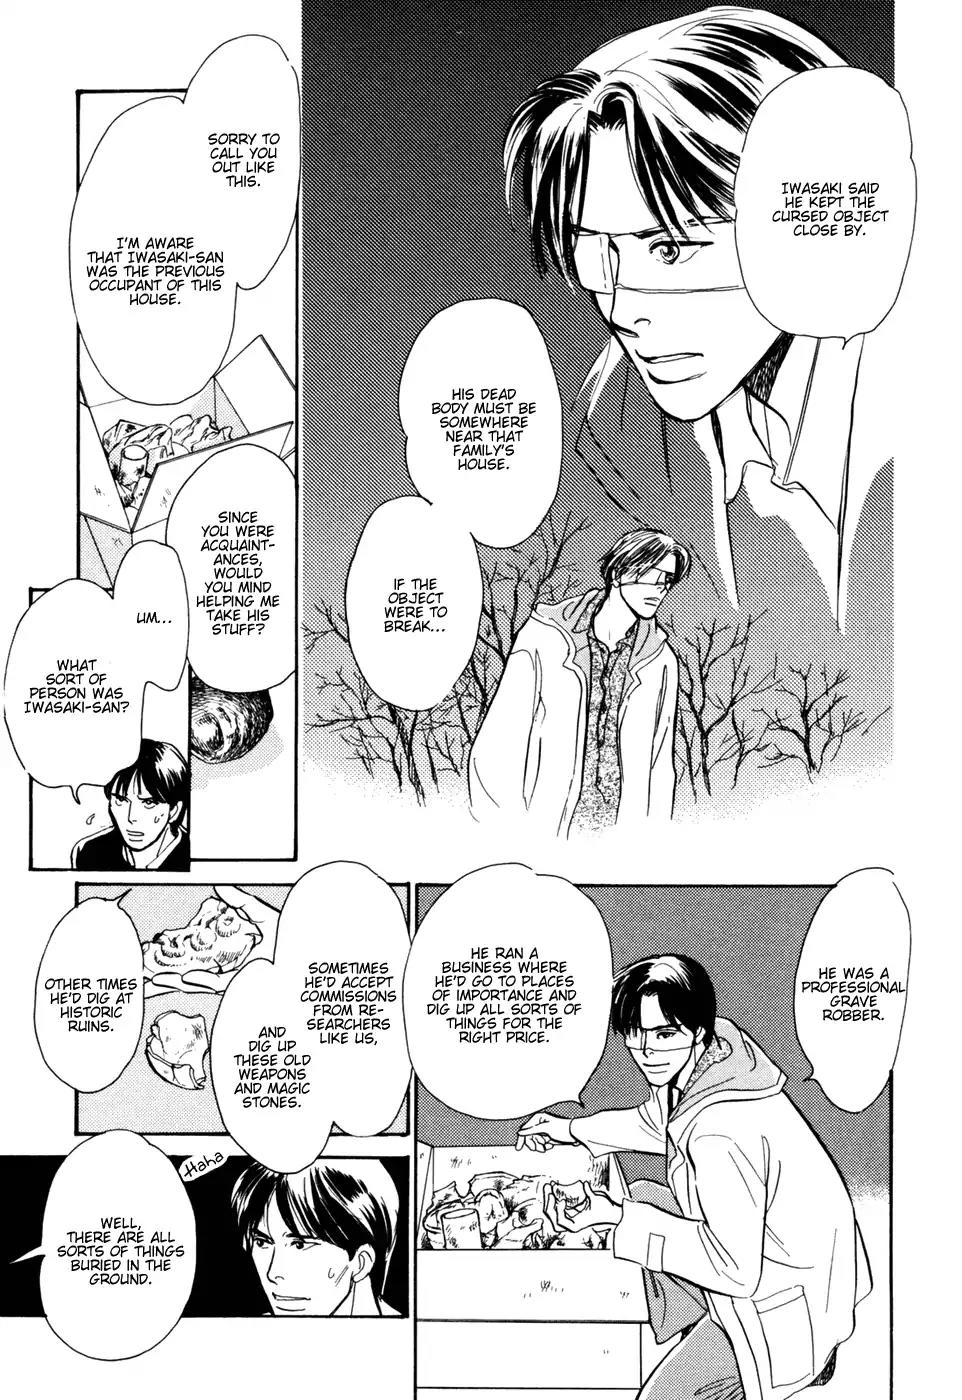 IWASAKI SAID
HE KEPT THE
CURSED OBJECT
CLOSE BY.
HIS DEAD
BODY MUST BE
SOMEWHERE
NEAR THAT
FAMILY'S
HOUSE.
IF THE
OBJECT
WERE TO
BREAK...
SORRY TO
CALL YOU
OUT LIKE
THIS.
I'M AWARE
THAT IWASAKI-SAN
WAS THE PREVIOUS
OCCUPANT OF THIS
HOUSE.
SINCE
YOU WERE
ACQUAINT-
ANCES,
WOULD
YOU MIND
HELPING ME
TAKE HIS
STUFF?
UM...
WHAT
SORT OF
PERSON WAS
IWASAKI-SAN?
HE WAS A
PROFESSIONAL
GRAVE
ROBBER.
HE RAN A
BUSINESS WHERE
HE'D GO TO PLACES
OF IMPORTANCE AND
DIG UP ALL SORTS OF
THINGS FOR THE
RIGHT PRICE.
SOMETIMES
HE'D ACCEPT
COMMISSIONS
FROM RE-
SEARCHERS
LIKE US,
AND
DIG UP
THESE OLD
WEAPONS
AND MAGIC
STONES.
OTHER TIMES
HE'D DIG AT
HISTORIC
RUINS.
Haha
WELL,
THERE ARE ALL
SORTS OF THINGS
BURIED IN THE
GROUND.